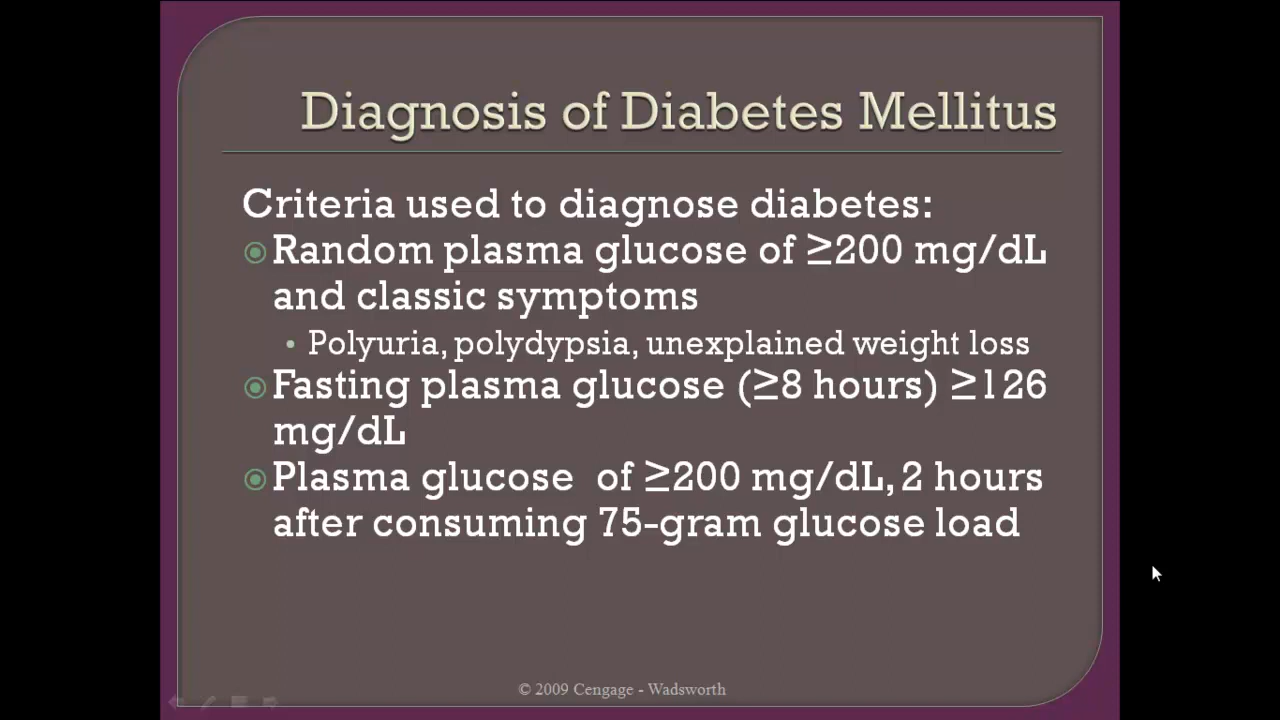 Diagnosis of Diabetes Mellitus
Criteria used to diagnose diabetes:
Random plasma glucose of ≥200 mg/dL
and classic symptoms
• Polyuria, polydypsia, unexplained weight loss
Fasting plasma glucose (≥8 hours) ≥126
mg/dL
Plasma glucose of ≥200 mg/dL, 2 hours
after consuming 75-gram glucose load
© 2009 Cengage - Wadsworth